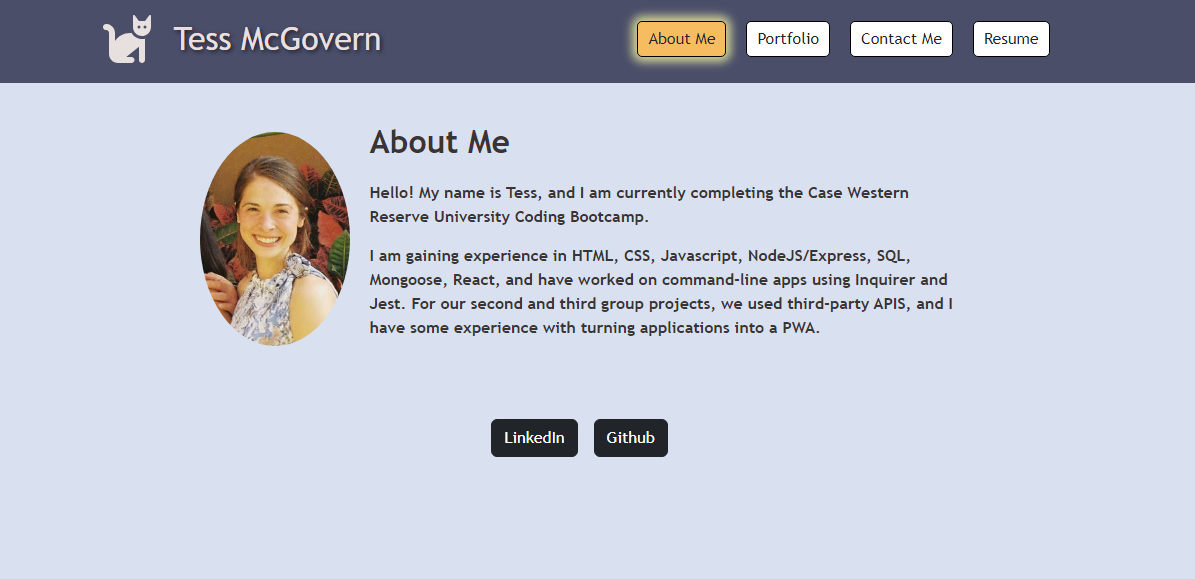 Tess McGovern
About Me
Portfolio
Contact Me
Resume
About Me
Hello! My name is Tess, and I am currently completing the Case Western
Reserve University Coding Bootcamp.
I am gaining experience in HTML, CSS, Javascript, NodeJS/Express, SQL,
Mongoose, React, and have worked on command-line apps using Inquirer and
Jest. For our second and third group projects, we used third-party APIS, and I
have some experience with turning applications into a PWA.
LinkedIn
Github